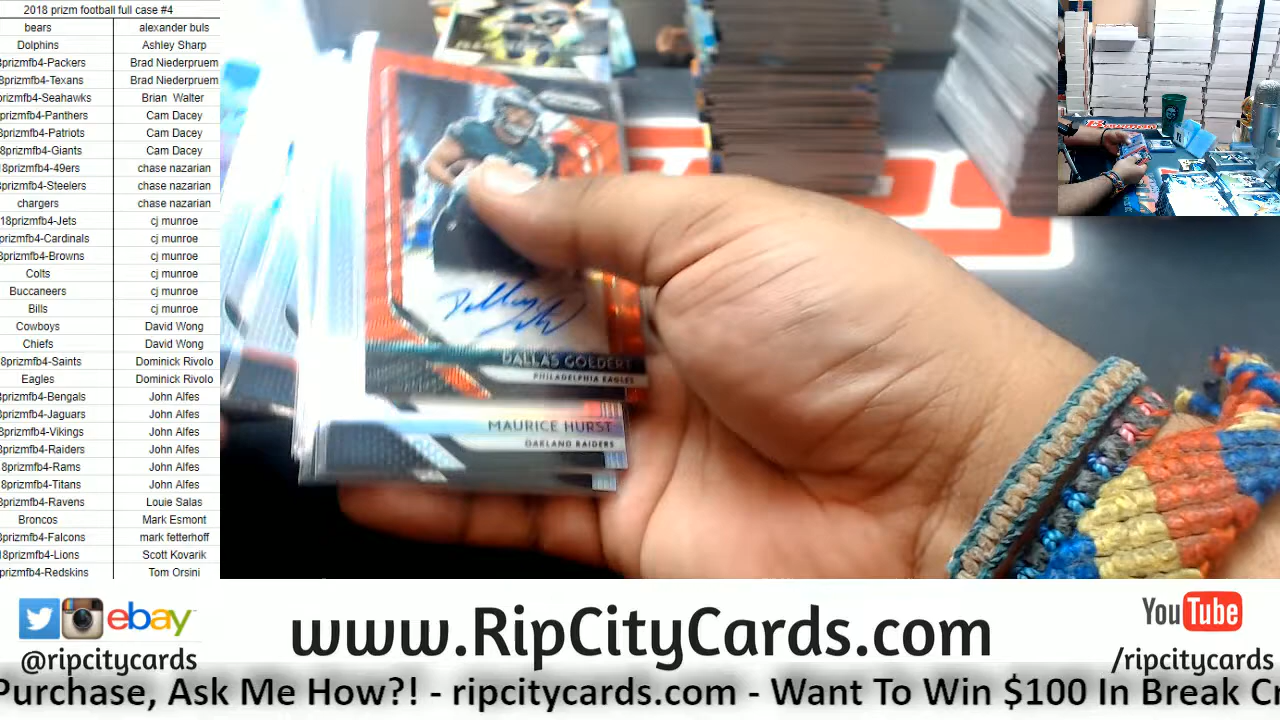 2018 prizm football full case #4
bears alexander buls
Dolphins Ashley Sharp
prizmfb4-Packers Brad Niederpruem
8prizmfb4-Texans Brad Niederpruem
rizmfb4-Seahawks Brian Walter
prizmfb4-Panthers Cam Dacey
8prizmfb4-Patriots Cam Dacey
8prizmfb4-Giants Cam Dacey
18prizmfb4-49ers chase nazarian
prizmfb4-Steelers chase nazarian
chargers chase nazarian
18prizmfb4-Jets cj munroe
prizmfb4-Cardinals cj munroe
8prizmfb4-Browns cj munroe
Colts cj munroe
Buccaneers cj munroe
Bills cj munroe
Cowboys David Wong
Chiefs David Wong
8prizmfb4-Saints Dominick Rivolo
Eagles Dominick Rivolo
prizmfb4-Bengals John Alfes
prizmfb4-Jaguars John Alfes
8prizmfb4-Vikings John Alfes
prizmfb4-Raiders John Alfes
8prizmfb4-Rams John Alfes
8prizmfb4-Titans John Alfes
prizmfb4-Ravens Louie Salas
Broncos Mark Esmont
prizmfb4-Falcons mark fetterhoff
18prizmfb4-Lions Scott Kovarik
prizmfb4-Redskins Tom Orsini
DALLAS GOEDERT
PHILADELPHIA EAGLES
MAURICE HURST
OAKLAND RAIDERS
ebay
@ripcitycards
www.RipCityCards.com
YouTube
/ripcitycards
Purchase, Ask Me How?! - ripcitycards.com - Want To Win $100 In Break Cr